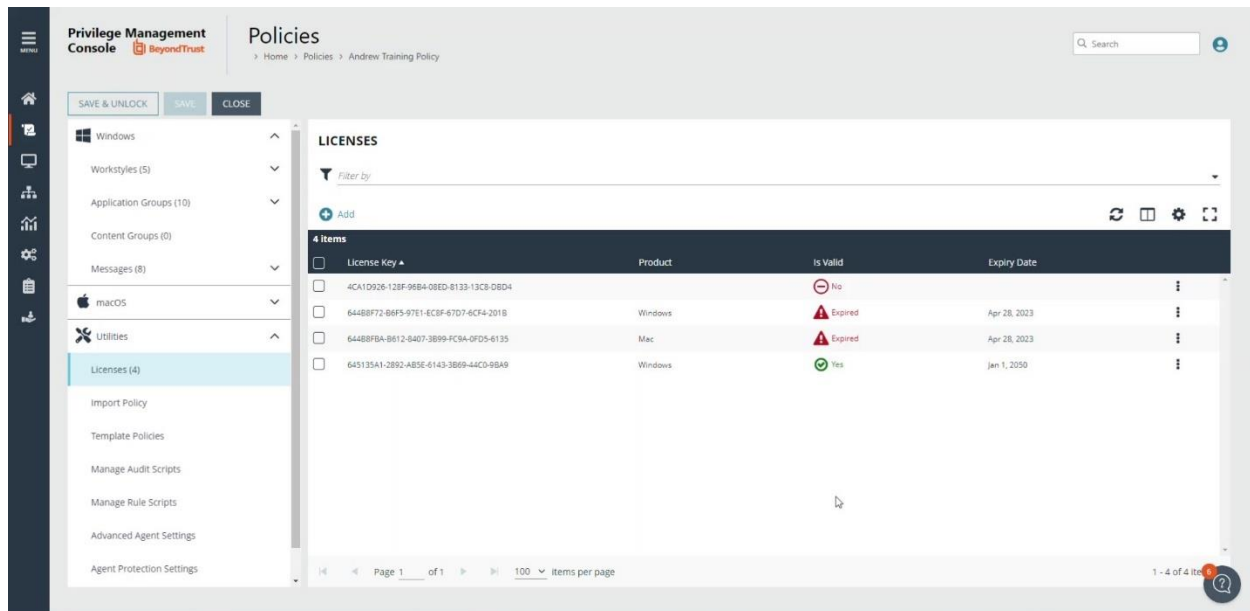 MENU
Privilege Management
Console BeyondTrust
Policies
> Home > Policies > Andrew Training Policy
Search
SAVE & UNLOCK SAVE CLOSE
Windows
Workstyles (5)
Application Groups (10)
Content Groups (0)
Messages (8)
macOS
Utilities
Licenses (4)
Import Policy
Template Policies
Manage Audit Scripts
Manage Rule Scripts
Advanced Agent Settings
Agent Protection Settings
LICENSES
Filter by
Add
4 items
License Key Product Is Valid Expiry Date
4CA1D926-128F-96B4-08ED-8133-13C8-DBD4 No
644B8F72-B6F5-97E1-EC8F-67D7-6CF4-201B Windows Expired Apr 28, 2023
644B8FBA-B612-8407-3B99-FC9A-0FD5-6135 Mac Expired Apr 28, 2023
645135A1-2892-AB5E-6143-3B69-44C0-9BA9 Windows Yes Jan 1, 2050
Page 1 of 1 100 items per page
1 - 4 of 4 ite
6